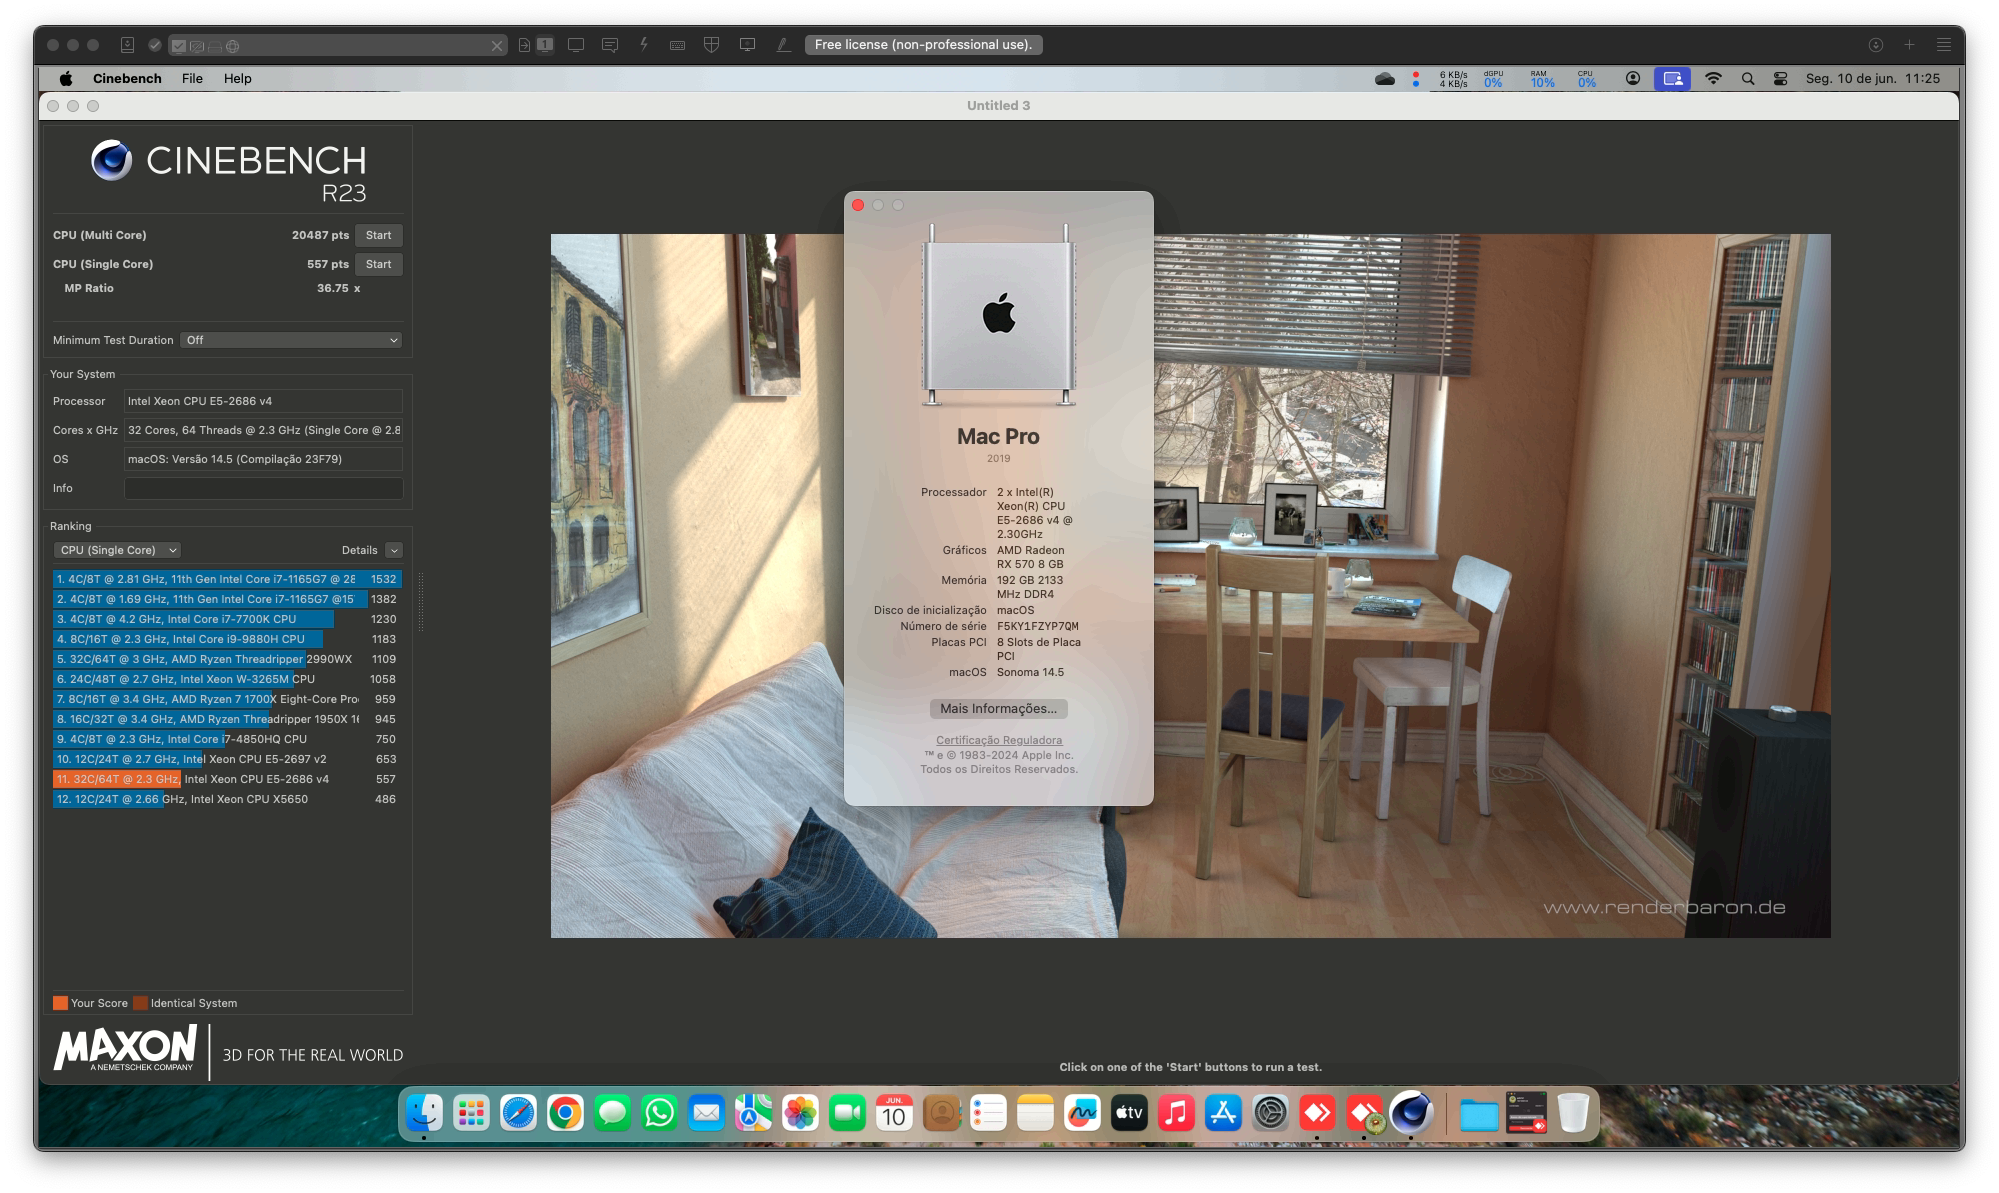 1
Free license (non-professional use).
Cinebench File Help
6 KB/s
4 KB/s
dGPU
0%
RAM
10%
CPU
0%
Seg. 10 de jun. 11:25
Untitled 3
CINEBENCH
R23
CPU (Multi Core) 20487 pts Start
CPU (Single Core) 557 pts Start
MP Ratio 36.75 x
Minimum Test Duration Off
Your System
Processor Intel Xeon CPU E5-2686 v4
Cores x GHz 32 Cores, 64 Threads @ 2.3 GHz (Single Core @ 2.8
OS macOS: Versão 14.5 (Compilação 23F79)
Info
Ranking
CPU (Single Core) Details
1. 4C/8T @ 2.81 GHz, 11th Gen Intel Core i7-1165G7 @ 28 1532
2. 4C/8T @ 1.69 GHz, 11th Gen Intel Core i7-1165G7 @15 1382
3. 4C/8T @ 4.2 GHz, Intel Core i7-7700K CPU 1230
4. 8C/16T @ 2.3 GHz, Intel Core i9-9880H CPU 1183
5. 32C/64T @ 3 GHz, AMD Ryzen Threadripper 2990WX 1109
6. 24C/48T @ 2.7 GHz, Intel Xeon W-3265M CPU 1058
7. 8C/16T @ 3.4 GHz, AMD Ryzen 7 1700X Eight-Core Pro 959
8. 16C/32T @ 3.4 GHz, AMD Ryzen Threadripper 1950X 16 945
9. 4C/8T @ 2.3 GHz, Intel Core i7-4850HQ CPU 750
10. 12C/24T @ 2.7 GHz, Intel Xeon CPU E5-2697 v2 653
11. 32C/64T @ 2.3 GHz, Intel Xeon CPU E5-2686 v4 557
12. 12C/24T @ 2.66 GHz, Intel Xeon CPU X5650 486
Your Score Identical System
MAXON
A NEMETSCHEK COMPANY
3D FOR THE REAL WORLD
Mac Pro
2019
Processador 2 x Intel(R)
Xeon(R) CPU
E5-2686 v4 @
2.30GHz
Gráficos AMD Radeon
RX 570 8 GB
Memória 192 GB 2133
MHz DDR4
Disco de inicialização macOS
Número de série F5KY1FZYP7QM
Placas PCI 8 Slots de Placa
PCI
macOS Sonoma 14.5
Mais Informações...
Certificação Reguladora
™ e © 1983-2024 Apple Inc.
Todos os Direitos Reservados.
www.renderbaron.de
Click on one of the 'Start' buttons to run a test.
JUN.
10
tv